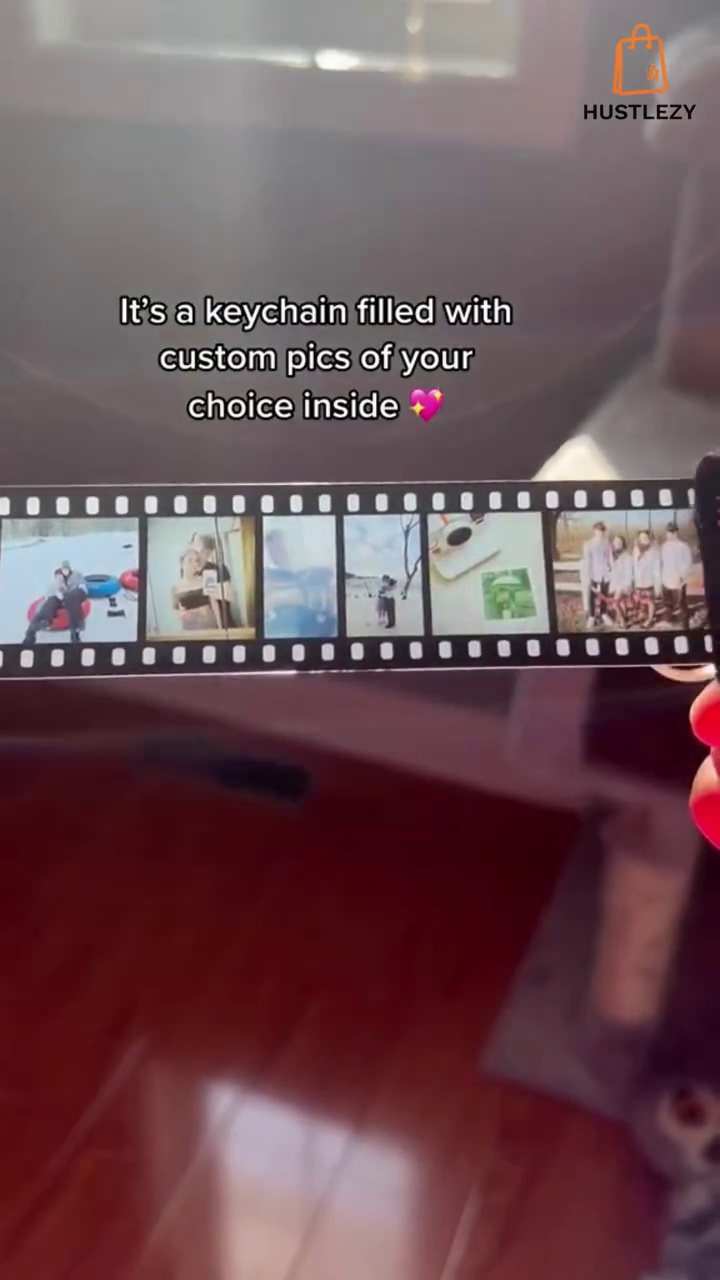 HUSTLEZY
It's a keychain filled with
custom pics of your
choice inside 💖